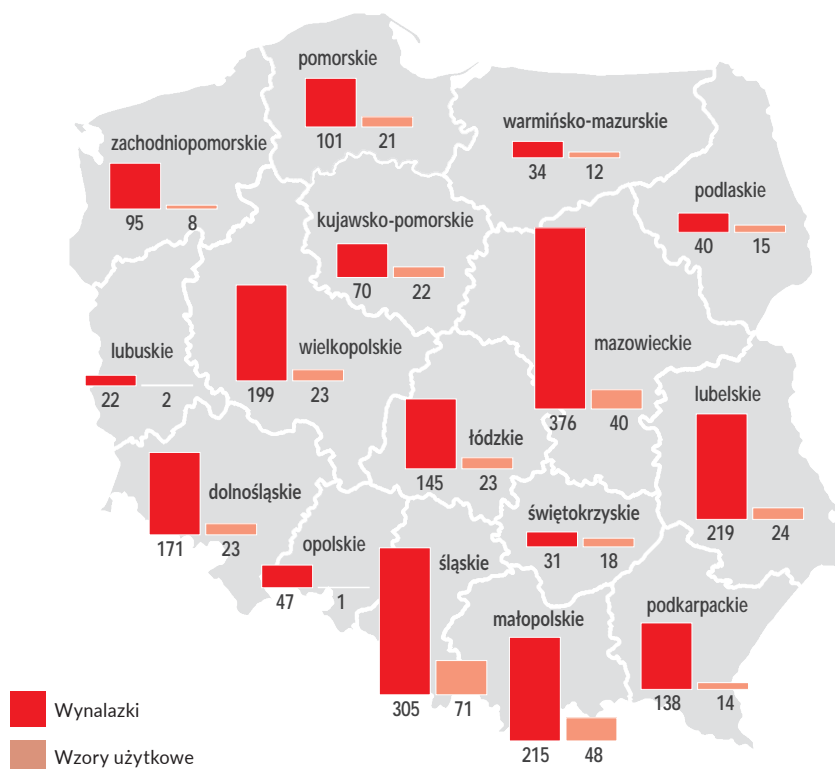 pomorskie
101 21
warmińsko-mazurskie
34 12
zachodniopomorskie
95 8
podlaskie
40 15
kujawsko-pomorskie
70 22
mazowieckie
376 40
lubuskie
22 2
wielkopolskie
199 23
lubelskie
219 24
łódzkie
145 23
dolnośląskie
171 23
świętokrzyskie
31 18
opolskie
47 1
śląskie
305 71
małopolskie
215 48
podkarpackie
138 14
Wynalazki
Wzory użytkowe